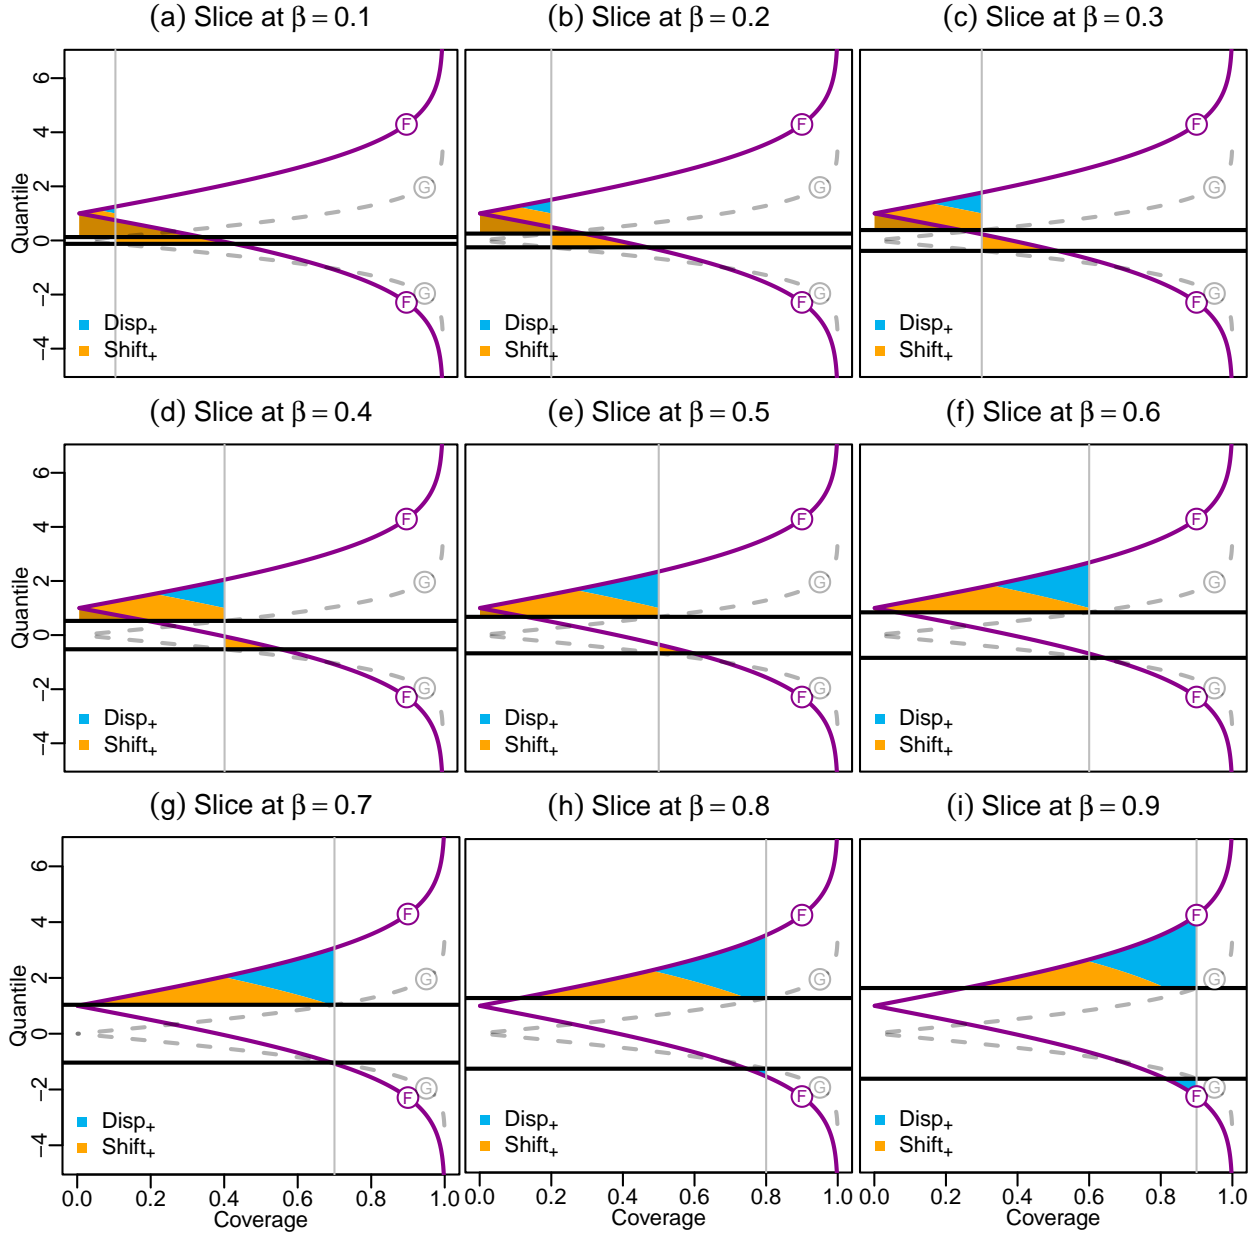 (a) Slice at β = 0.1
(b) Slice at β = 0.2
(c) Slice at β = 0.3
Quantile
6
4
2
0
−2
−4
F
G
G
F
Disp+
Shift+
F
G
G
F
Disp+
Shift+
F
G
G
F
Disp+
Shift+
(d) Slice at β = 0.4
(e) Slice at β = 0.5
(f) Slice at β = 0.6
Quantile
6
4
2
0
−2
−4
F
G
G
F
Disp+
Shift+
F
G
G
F
Disp+
Shift+
F
G
G
F
Disp+
Shift+
(g) Slice at β = 0.7
(h) Slice at β = 0.8
(i) Slice at β = 0.9
Quantile
6
4
2
0
−2
−4
F
G
G
F
Disp+
Shift+
F
G
G
F
Disp+
Shift+
F
G
G
F
Disp+
Shift+
0.0 0.2 0.4 0.6 0.8 1.0
0.0 0.2 0.4 0.6 0.8 1.0
0.0 0.2 0.4 0.6 0.8 1.0
Coverage
Coverage
Coverage